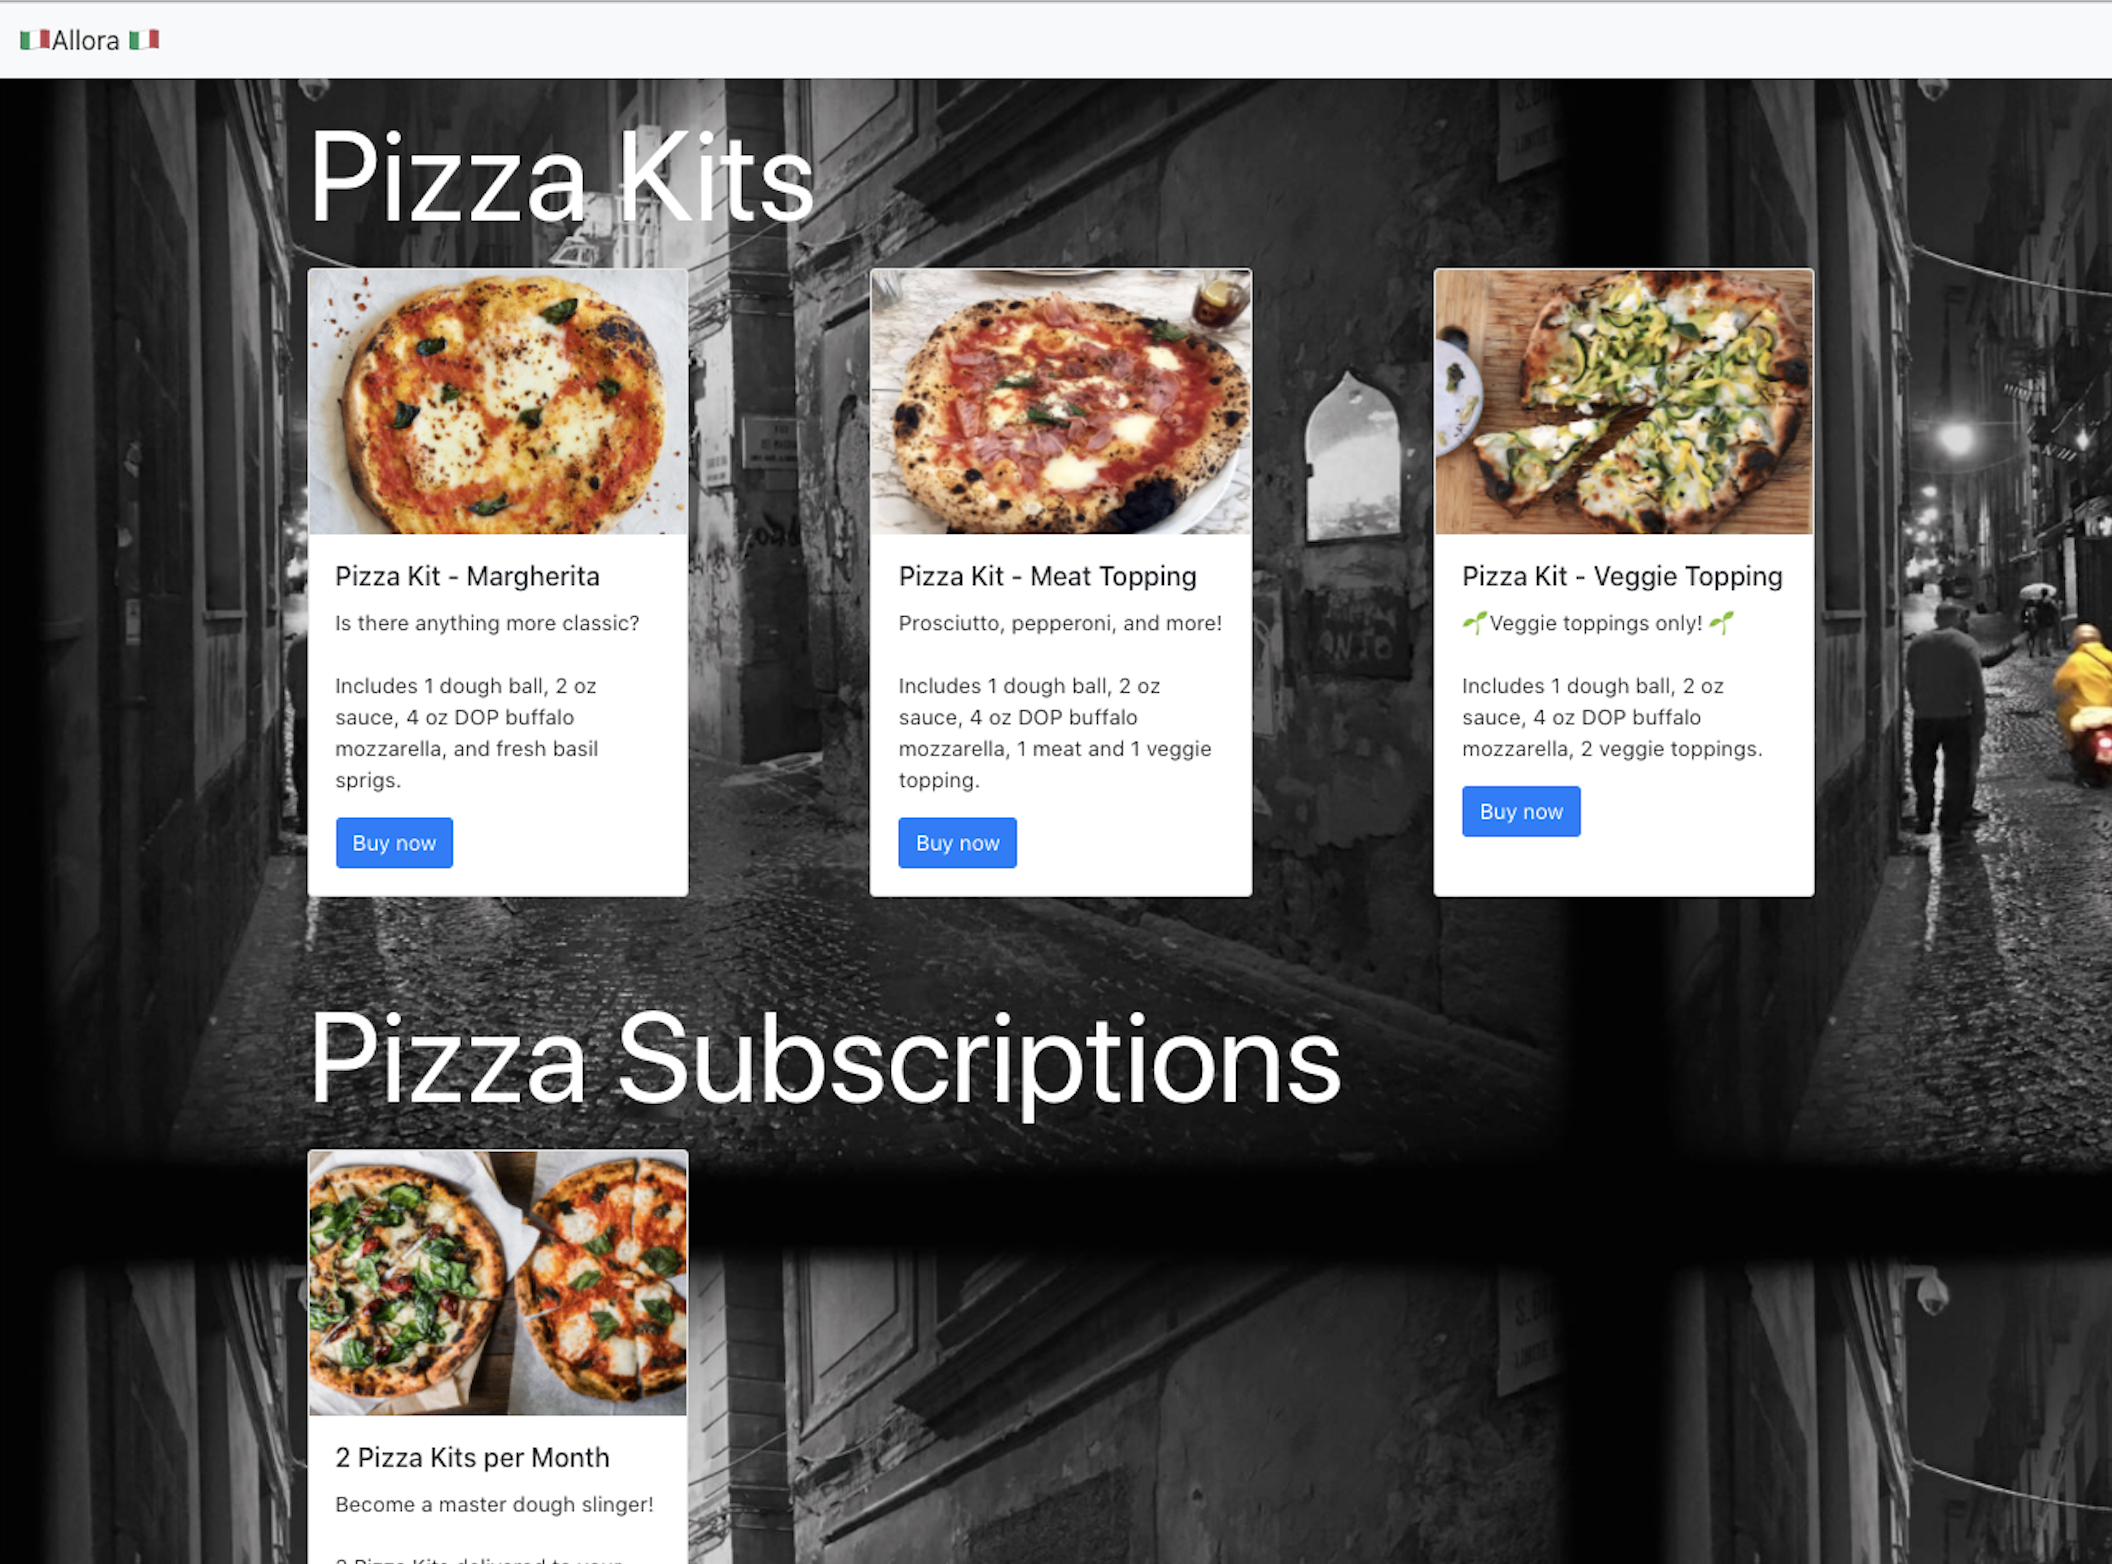 🇮🇹Allora 🇮🇹
Pizza Kits
Pizza Kit - Margherita
Is there anything more classic?
Includes 1 dough ball, 2 oz
sauce, 4 oz DOP buffalo
mozzarella, and fresh basil
sprigs.
Buy now
Pizza Kit - Meat Topping
Prosciutto, pepperoni, and more!
Includes 1 dough ball, 2 oz
sauce, 4 oz DOP buffalo
mozzarella, 1 meat and 1 veggie
topping.
Buy now
Pizza Kit - Veggie Topping
🌱Veggie toppings only! 🌱
Includes 1 dough ball, 2 oz
sauce, 4 oz DOP buffalo
mozzarella, 2 veggie toppings.
Buy now
Pizza Subscriptions
2 Pizza Kits per Month
Become a master dough slinger!